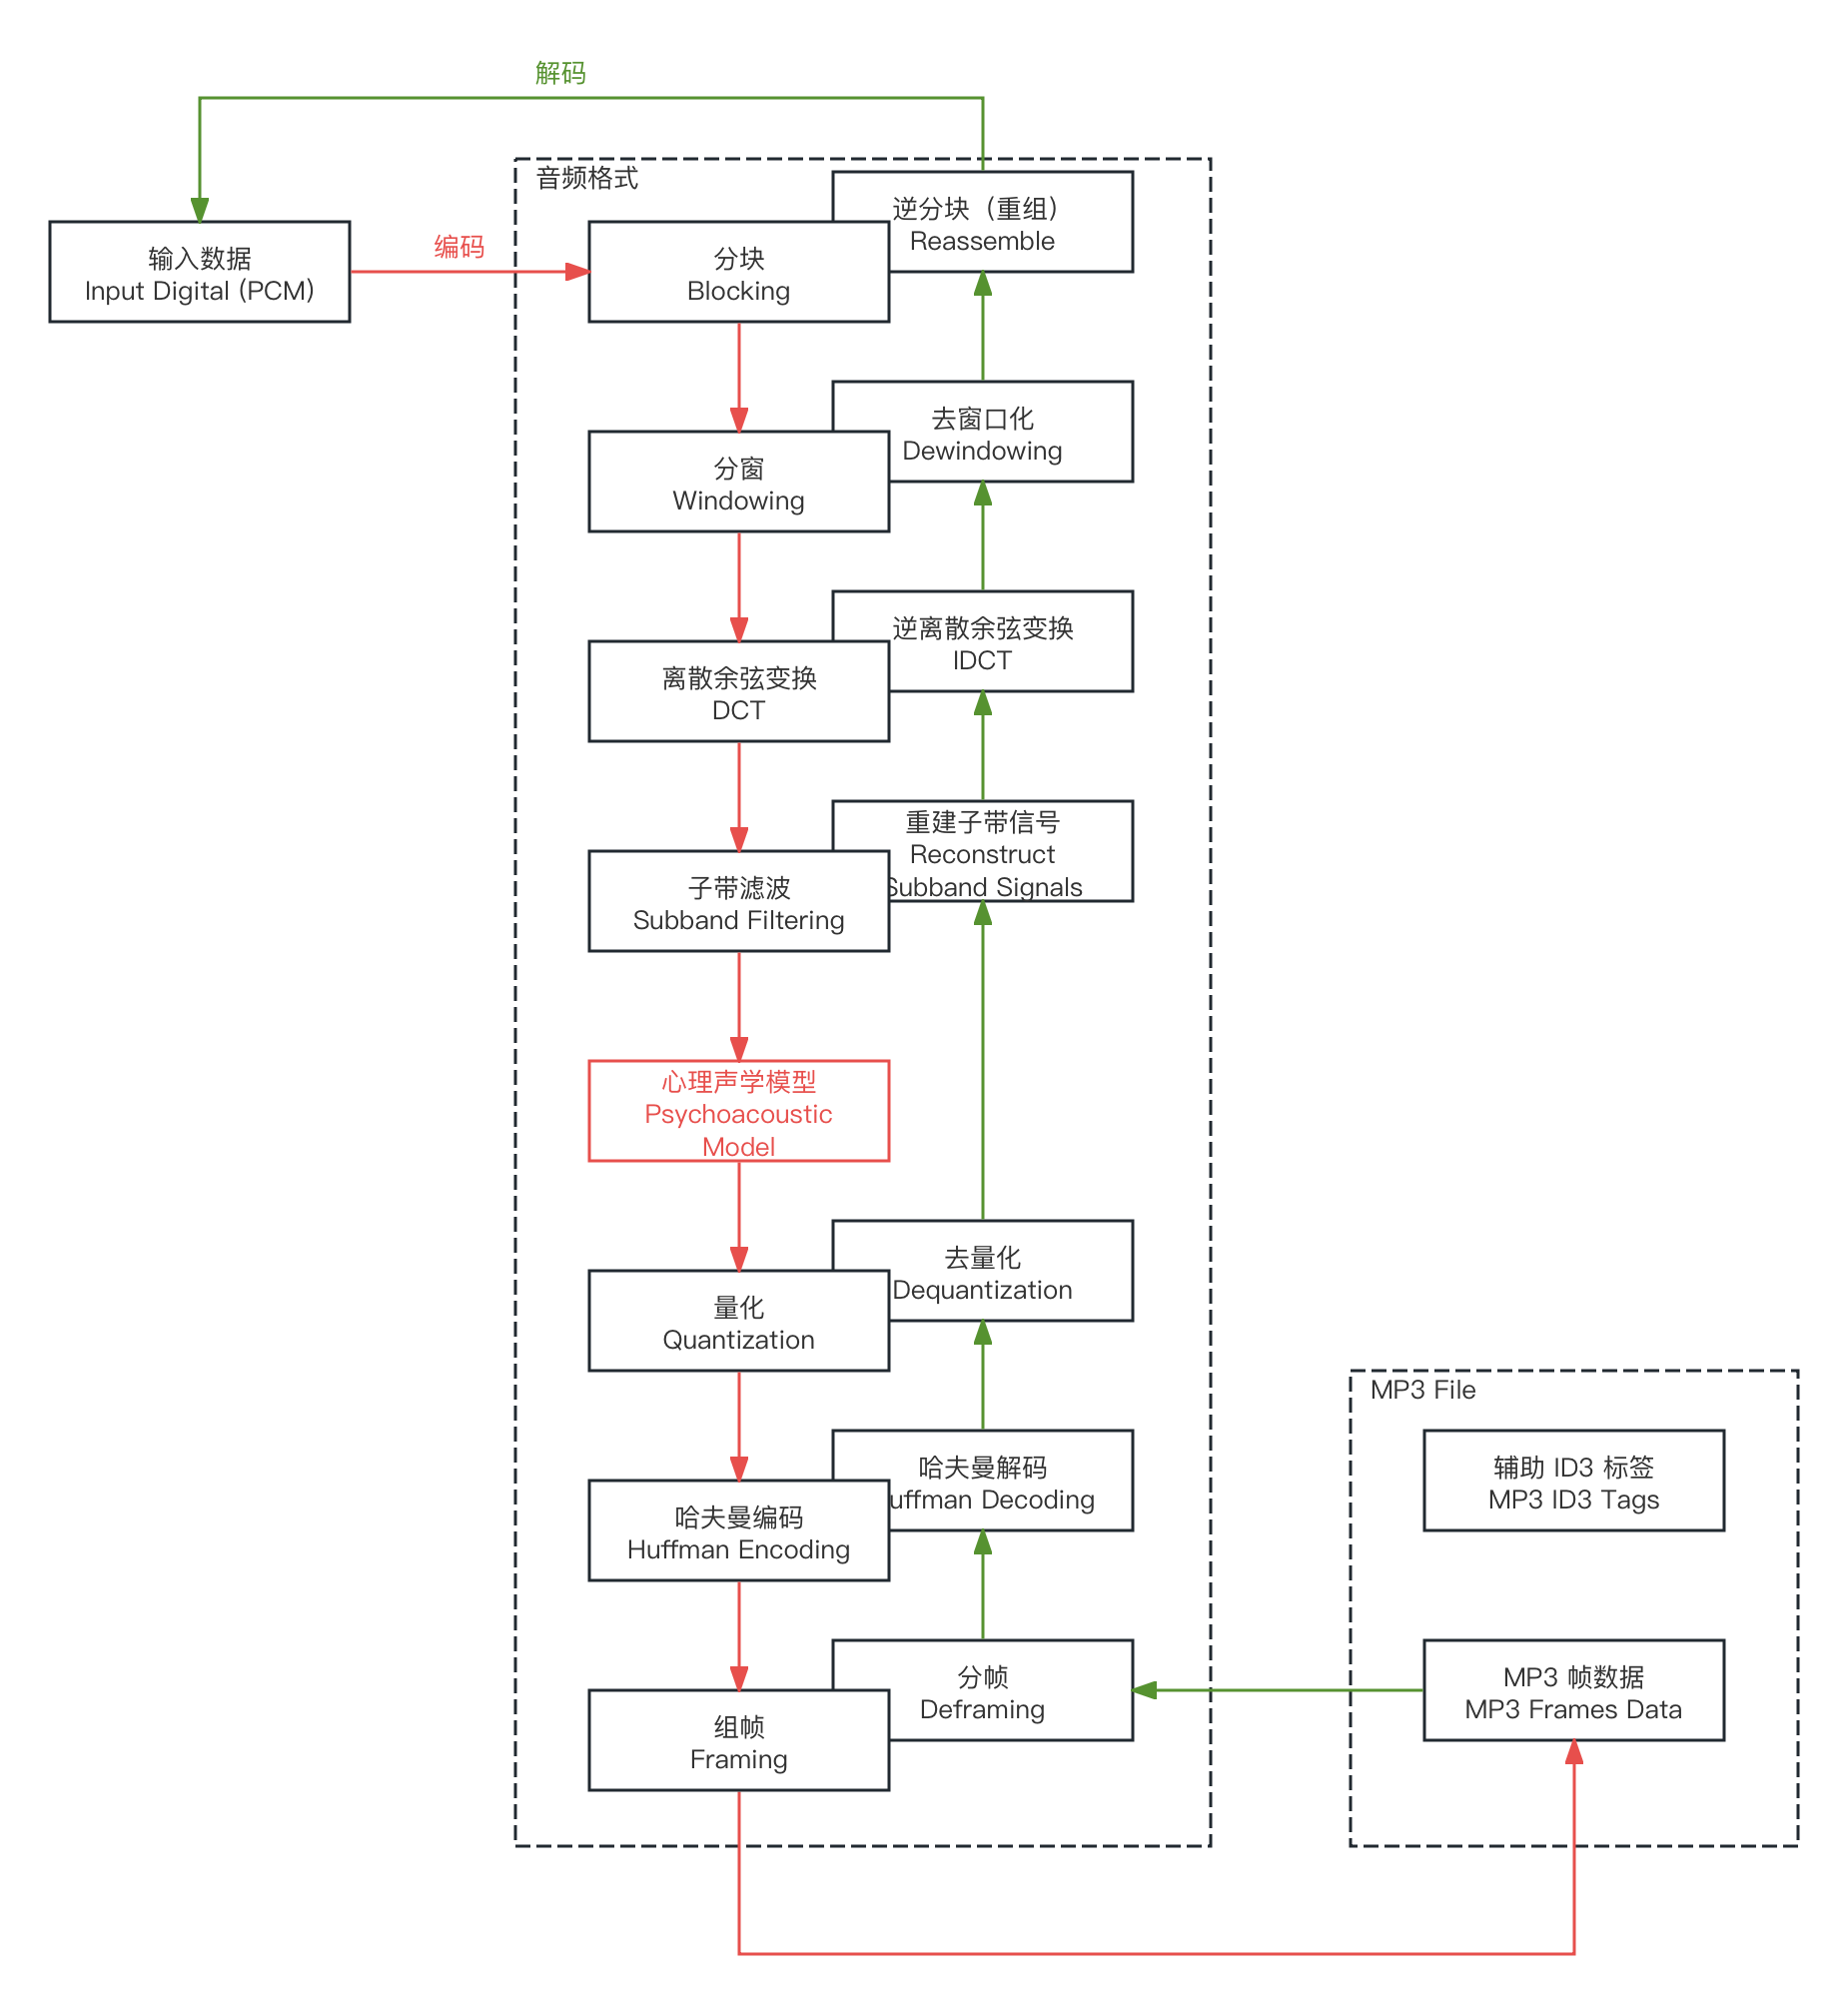 解码
音频格式
逆分块（重组）
Reassemble
输入数据
Input Digital (PCM)
编码
分块
Blocking
去窗口化
Dewindowing
分窗
Windowing
逆离散余弦变换
IDCT
离散余弦变换
DCT
重建子带信号
Reconstruct
Subband Signals
子带滤波
Subband Filtering
心理声学模型
Psychoacoustic
Model
去量化
Dequantization
量化
Quantization
MP3 File
哈夫曼解码
uffman Decoding
辅助 ID3 标签
MP3 ID3 Tags
哈夫曼编码
Huffman Encoding
分帧
Deframing
MP3 帧数据
MP3 Frames Data
组帧
Framing